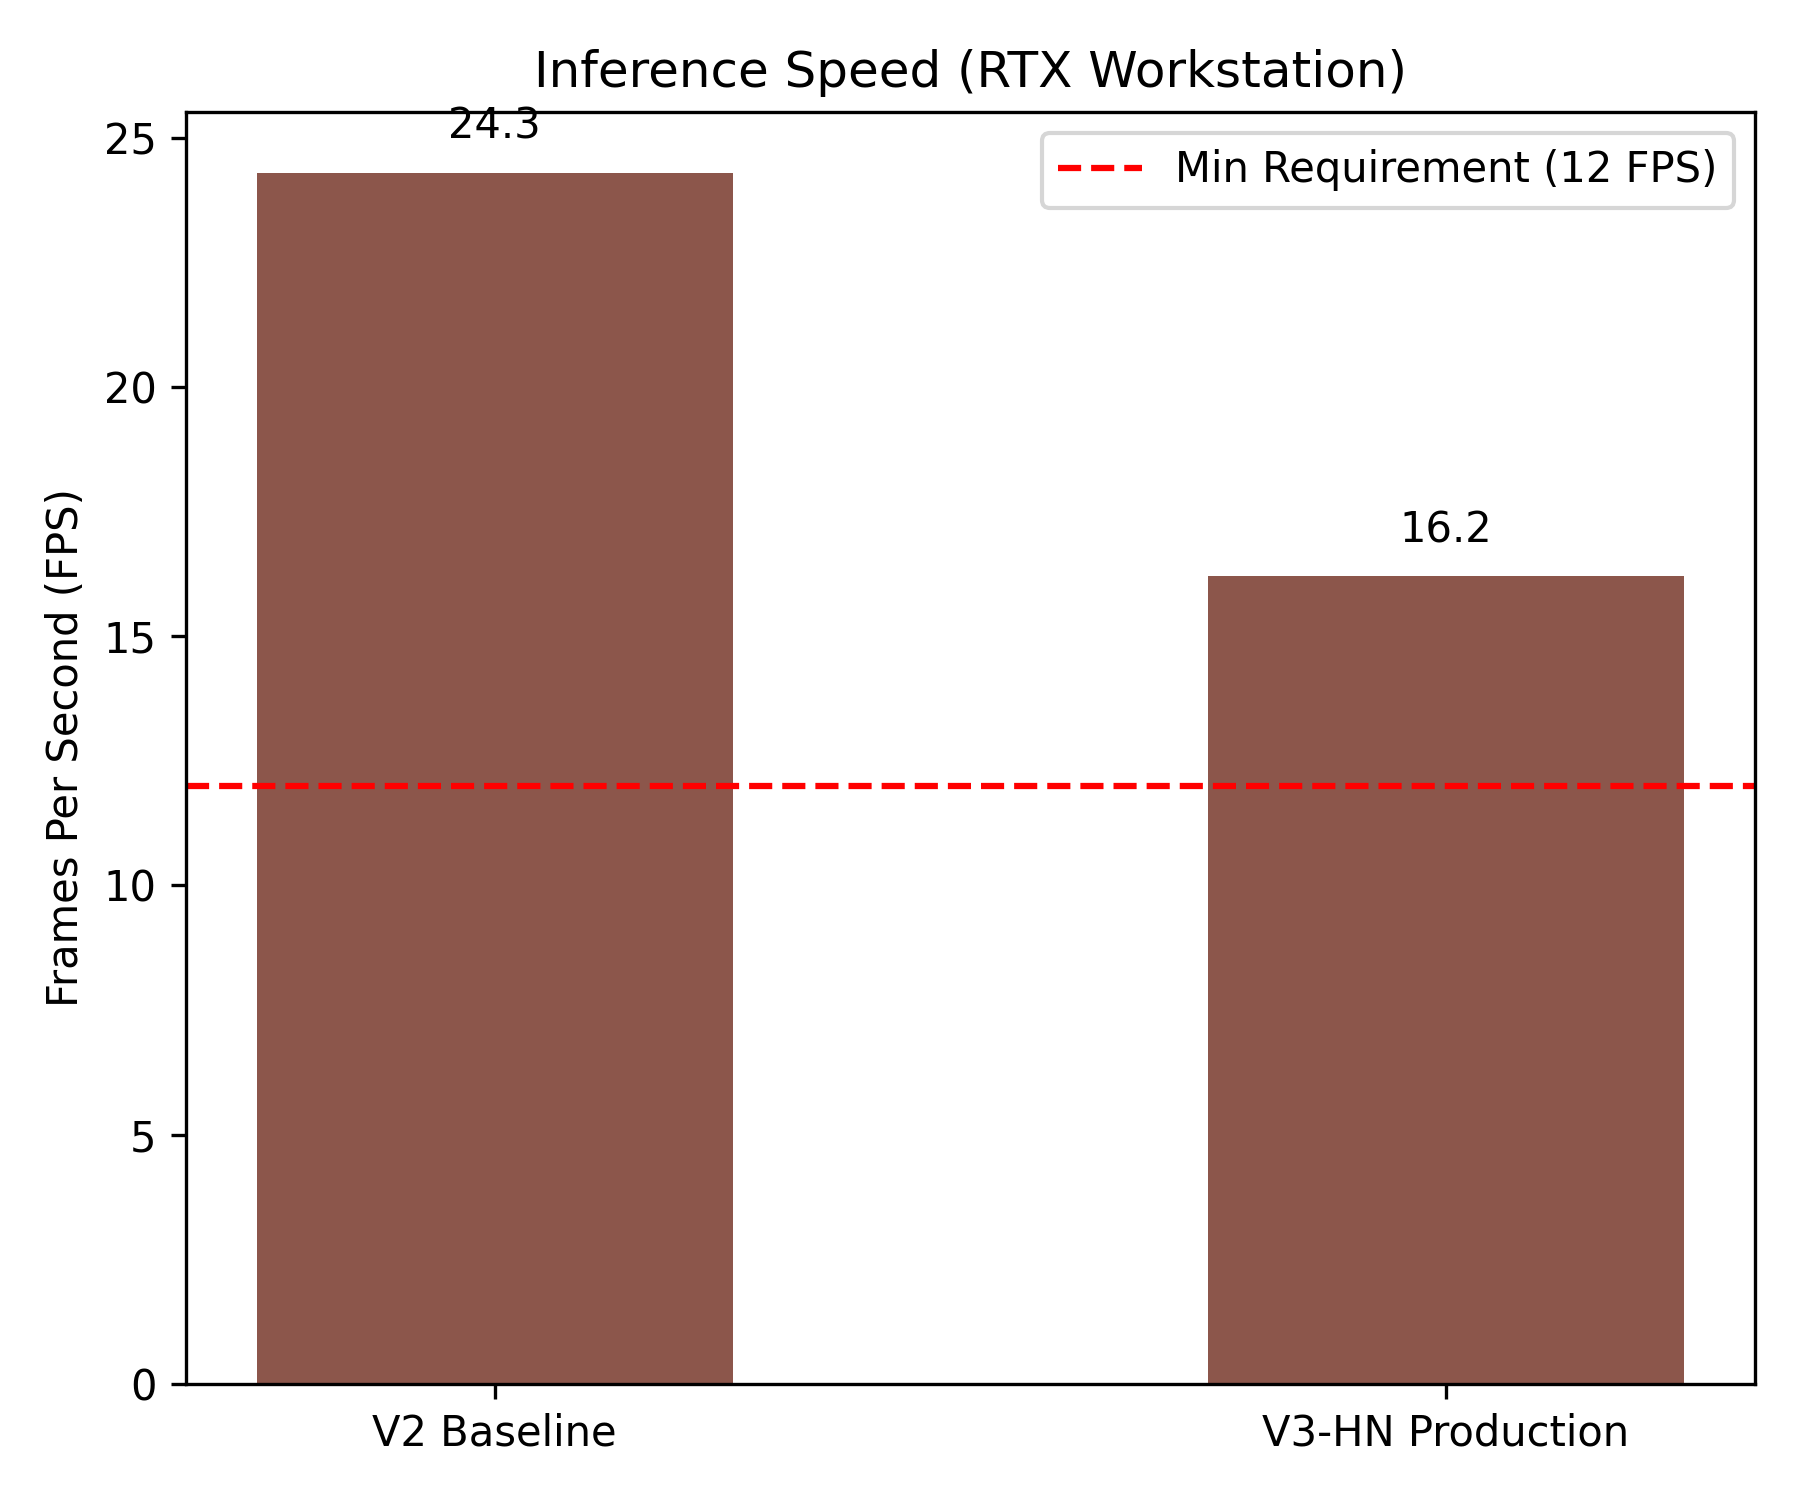 Inference Speed (RTX Workstation)
24.3
Min Requirement (12 FPS)
16.2
Frames Per Second (FPS)
25
20
15
10
5
0
V2 Baseline
V3-HN Production